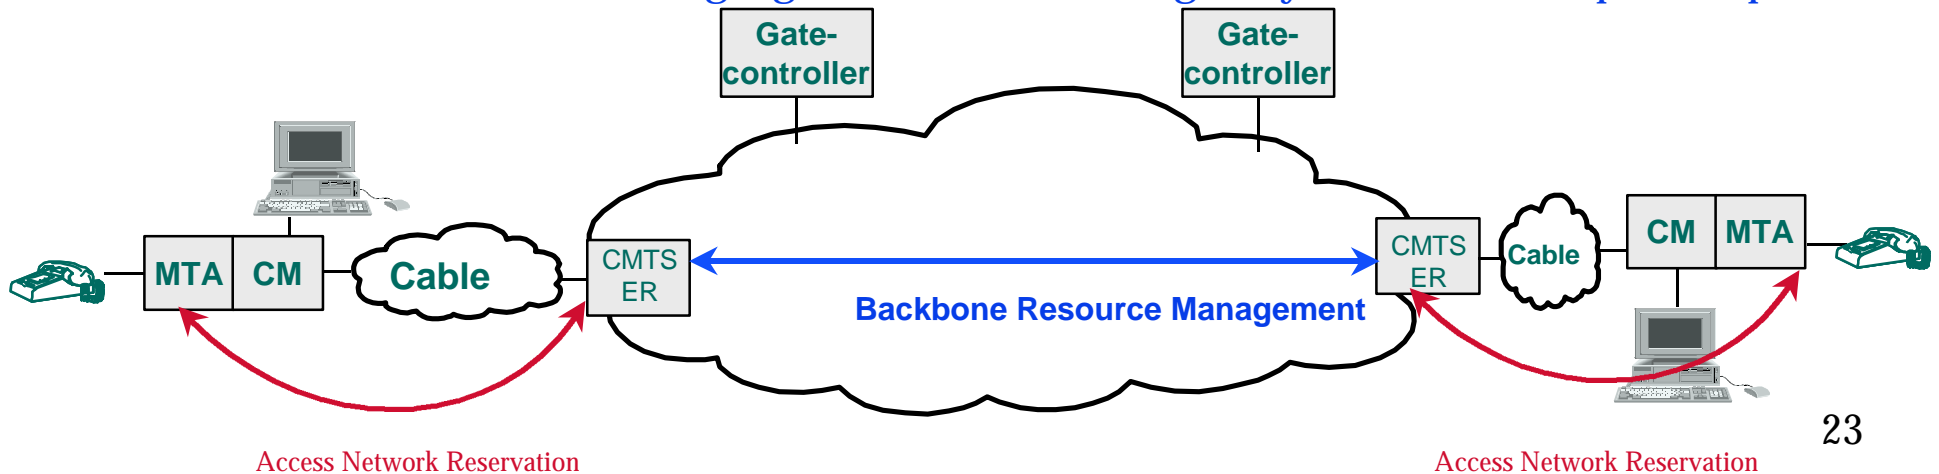 Gate-
controller
Gate-
controller
MTA
CM
Cable
CMTS
ER
Backbone Resource Management
CMTS
ER
Cable
CM
MTA
23
Access Network Reservation
Access Network Reservation